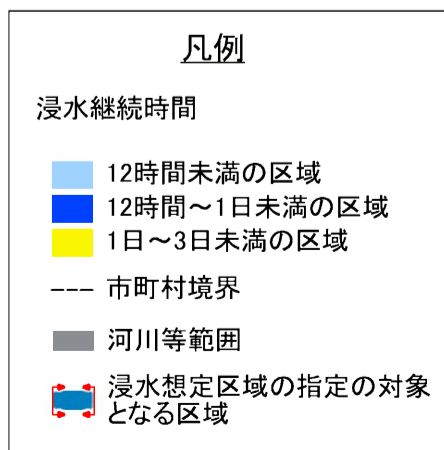 凡例
浸水継続時間
12時間未満の区域
12時間～1日未満の区域
1日～3日未満の区域
市町村境界
河川等範囲
浸水想定区域の指定の対象
となる区域